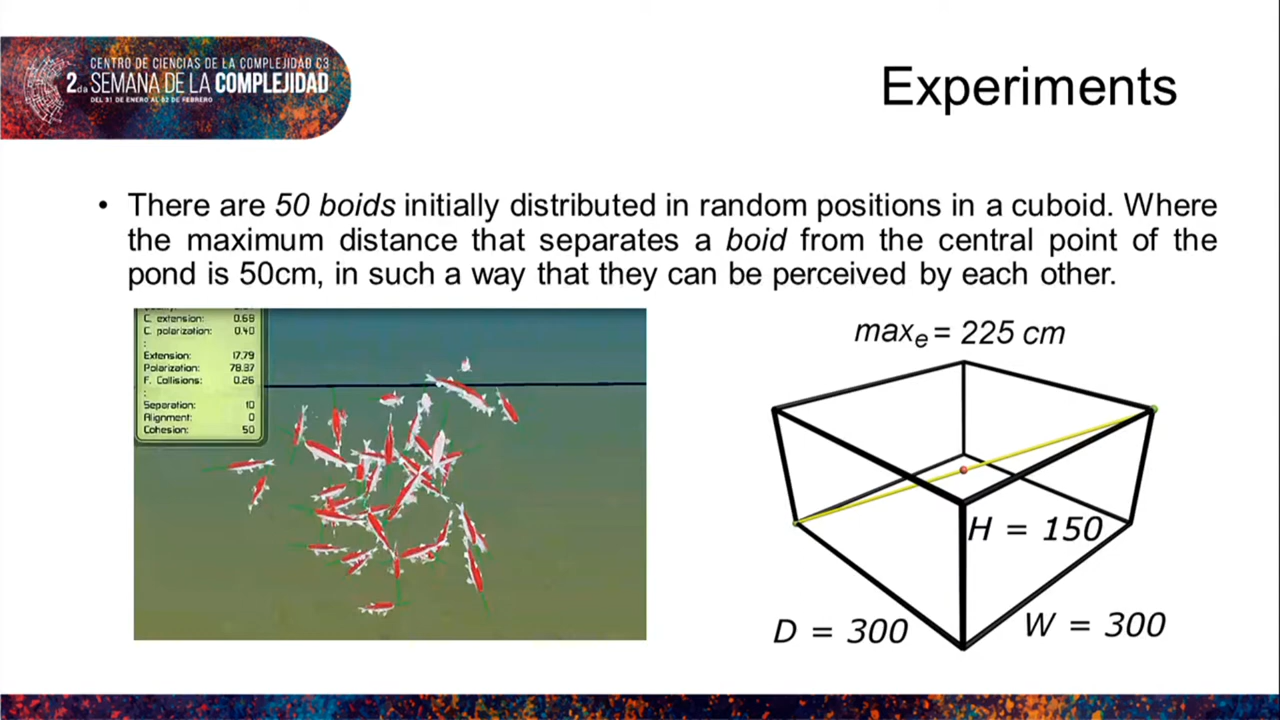 CENTRO DE CIENCIAS DE LA COMPLEJIDAD C3
2.da SEMANA DE LA COMPLEJIDAD
DEL 31 DE ENERO AL 02 DE FEBRERO
Experiments
• There are 50 boids initially distributed in random positions in a cuboid. Where
the maximum distance that separates a boid from the central point of the
pond is 50cm, in such a way that they can be perceived by each other.
C. extension: 0.69
C. polarization: 0.40
:
Extension: 17.79
Polarization: 78.37
F. Collisions: 0.26
:
Separation: 10
Alignment: 0
Cohesion: 50
maxe = 225 cm
H = 150
D = 300
W = 300